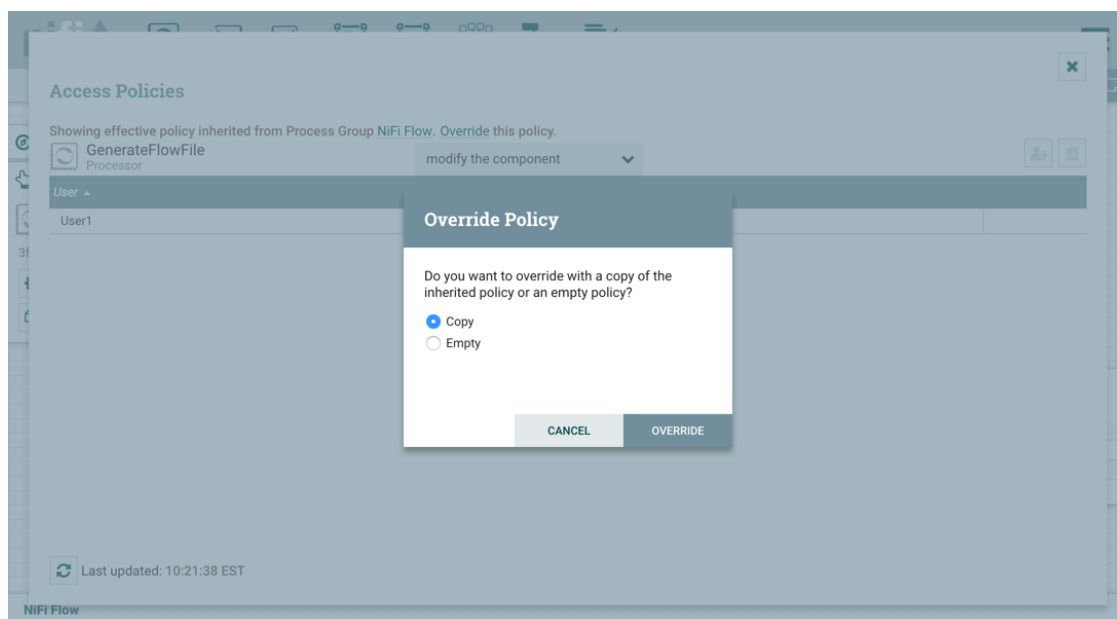 Access Policies
Showing effective policy inherited from Process Group NiFi Flow. Override this policy.
GenerateFlowFile
Processor
modify the component
User
User1
Override Policy
Do you want to override with a copy of the
inherited policy or an empty policy?
Copy
Empty
CANCEL
OVERRIDE
Last updated: 10:21:38 EST
NiFi Flow